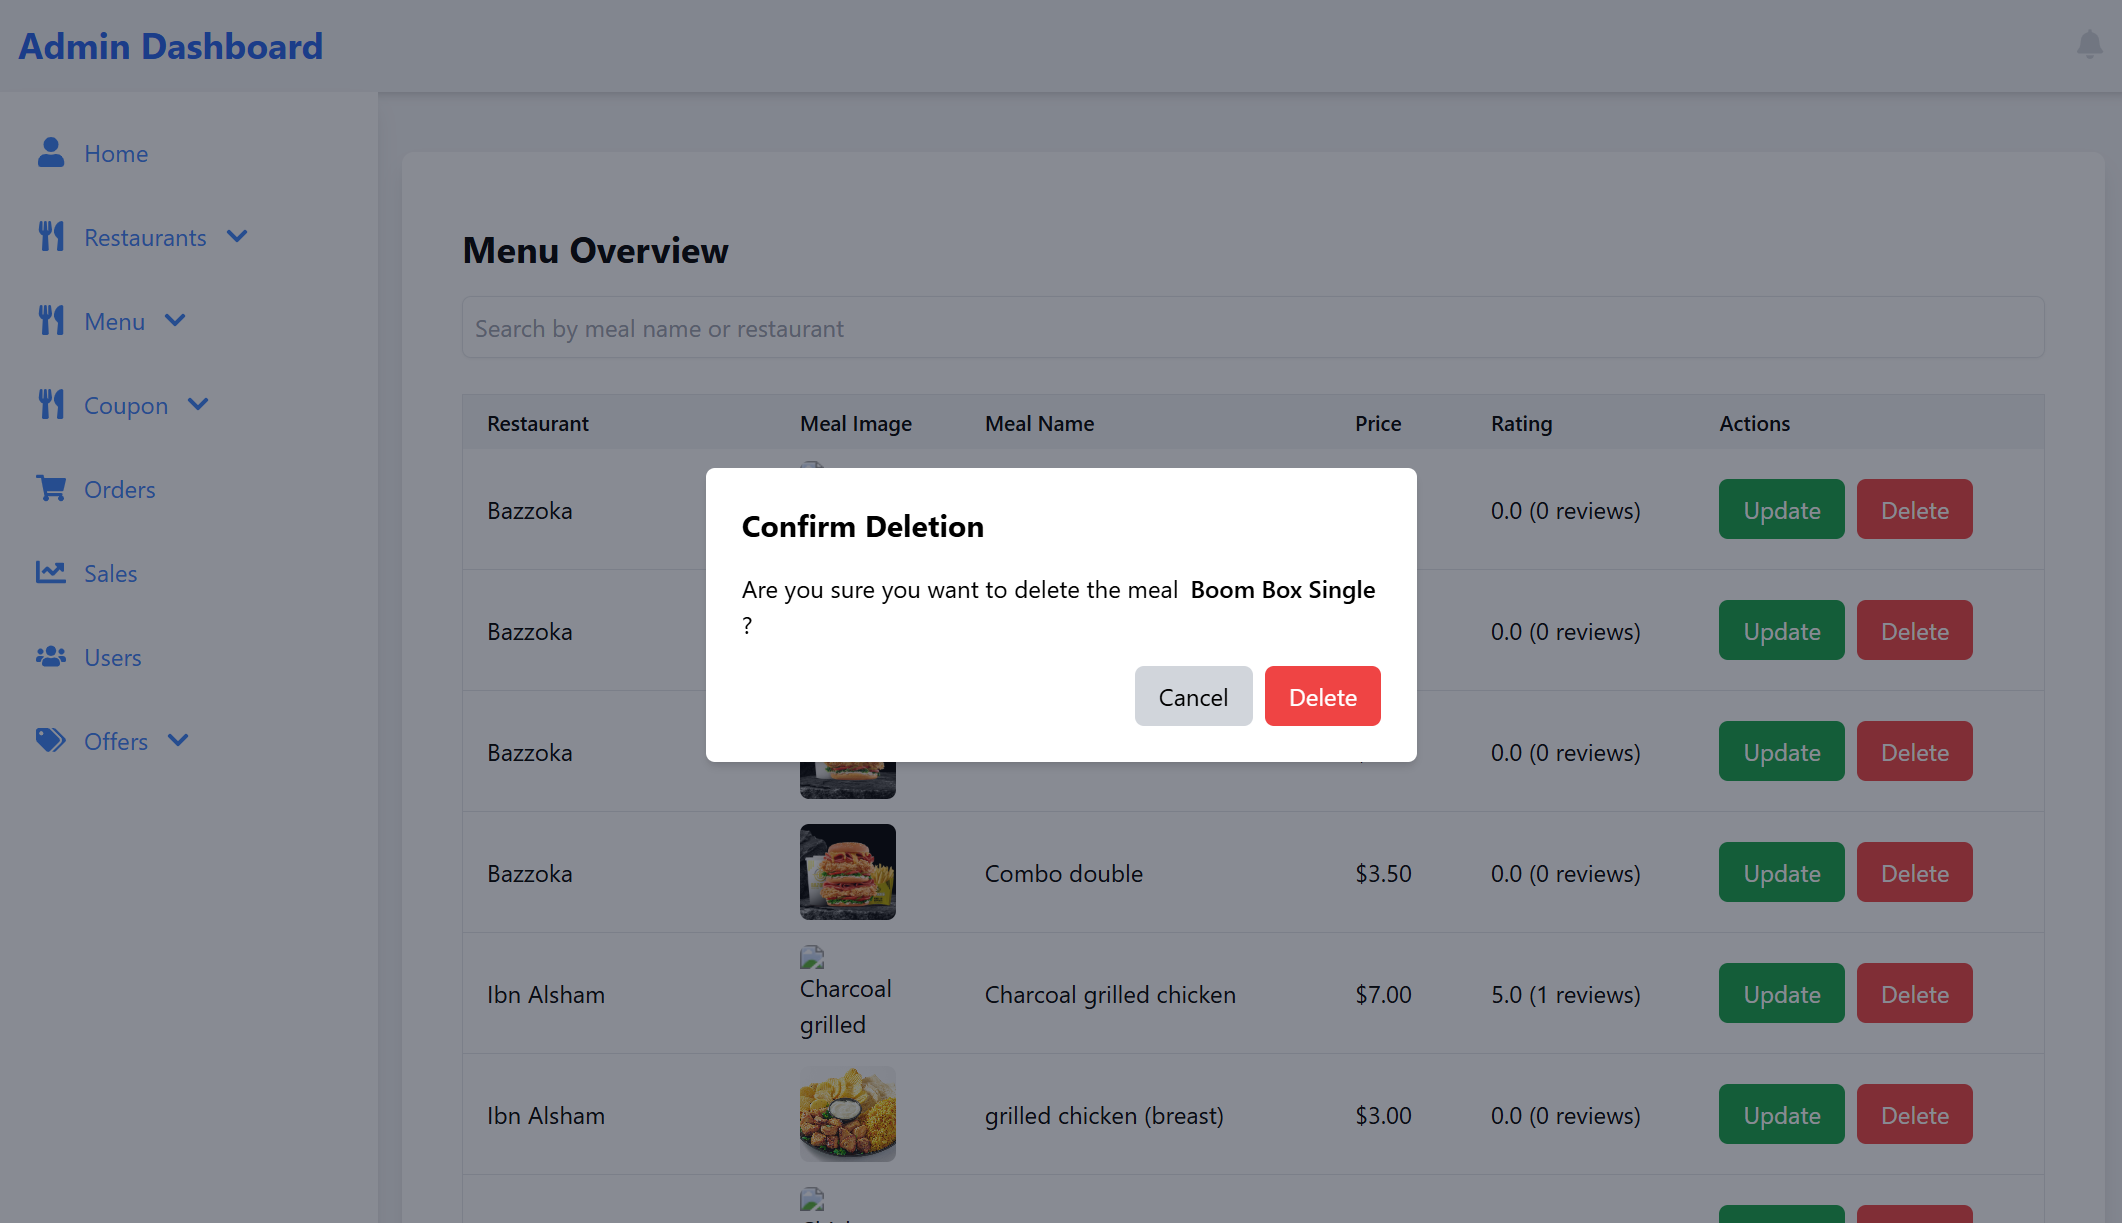 Admin Dashboard
Home
Restaurants
Menu
Coupon
Orders
Sales
Users
Offers
Menu Overview
Search by meal name or restaurant
Restaurant Meal Image Meal Name Price Rating Actions
Bazzoka 0.0 (0 reviews) Update Delete
Bazzoka 0.0 (0 reviews) Update Delete
Bazzoka 0.0 (0 reviews) Update Delete
Confirm Deletion
Are you sure you want to delete the meal Boom Box Single
?
Cancel Delete
Bazzoka Combo double $3.50 0.0 (0 reviews) Update Delete
Ibn Alsham Charcoal grilled chicken $7.00 5.0 (1 reviews) Update Delete
Charcoal
grilled
Ibn Alsham grilled chicken (breast) $3.00 0.0 (0 reviews) Update Delete